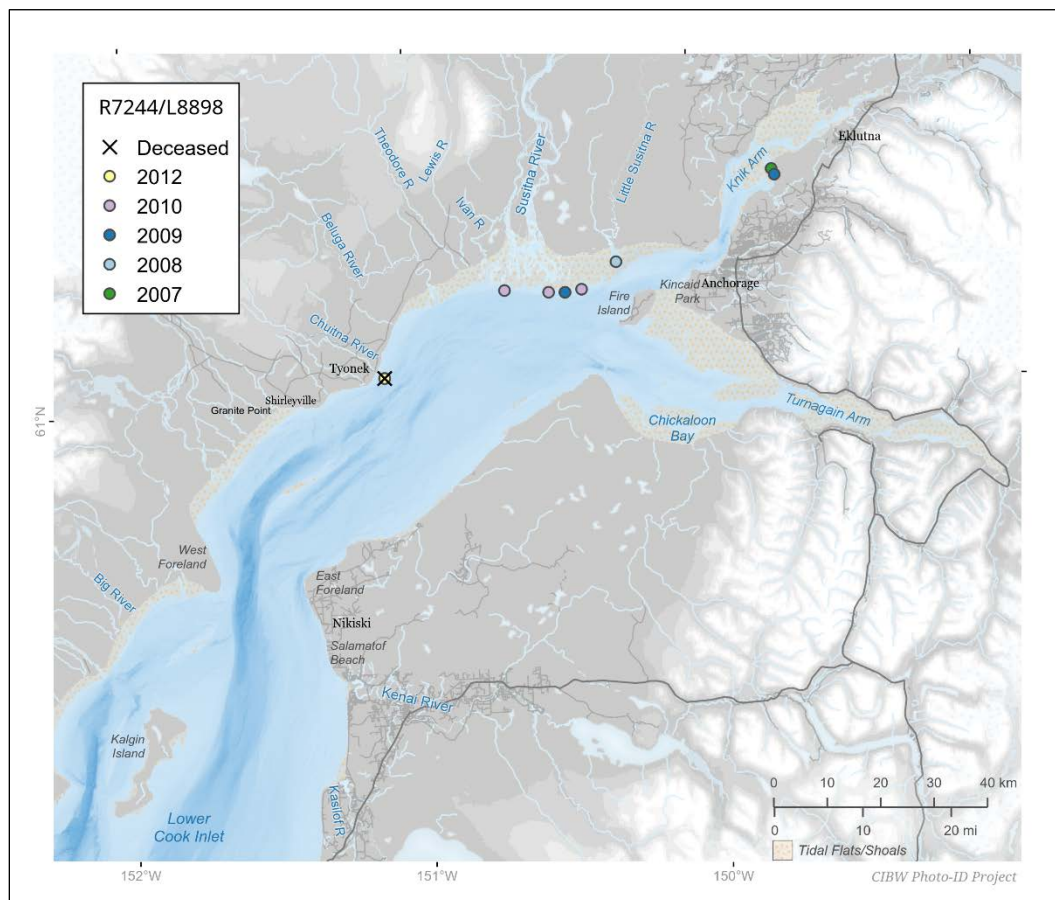 R7244/L8898
Deceased
2012
2010
2009
2008
2007
Theodore R
Lewis R
Ivan R
Susitna River
Little Susitna R
Beluga River
Chuitna River
Knik Arm
Eklutna
Kincaid
Park
Anchorage
Fire
Island
Tyonek
Shirleyville
Granite Point
61°N
Chickaloon
Bay
Turnagain Arm
West
Foreland
Big River
East
Foreland
Nikiski
Salamatof
Beach
Kenai River
Kalgin
Island
Kasilof R
Lower
Cook Inlet
0 10 20 30 40 km
0 10 20 mi
Tidal Flats/Shoals
152°W
151°W
150°W
CIBW Photo-ID Project